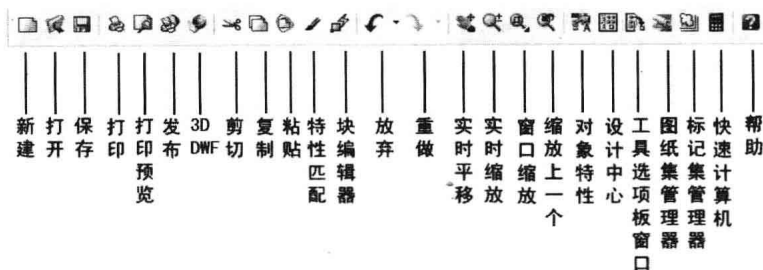 新建
打开
保存
打印
打印预览
发布
3D DWF
剪切
复制
粘贴
特性匹配
块编辑器
放弃
重做
实时平移
实时缩放
窗口缩放
缩放上一个
对象特性
设计中心
工具选项板窗口
图纸集管理器
标记集管理器
快速计算机
帮助